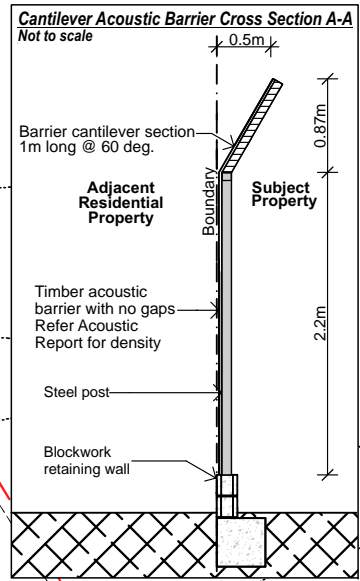 Cantilever Acoustic Barrier Cross Section A-A
Not to scale
0.5m
Barrier cantilever section
1m long @ 60 deg.
0.87m
Adjacent
Residential
Property
Boundary
Subject
Property
Timber acoustic
barrier with no gaps
Refer Acoustic
Report for density
2.2m
Steel post
Blockwork
retaining wall